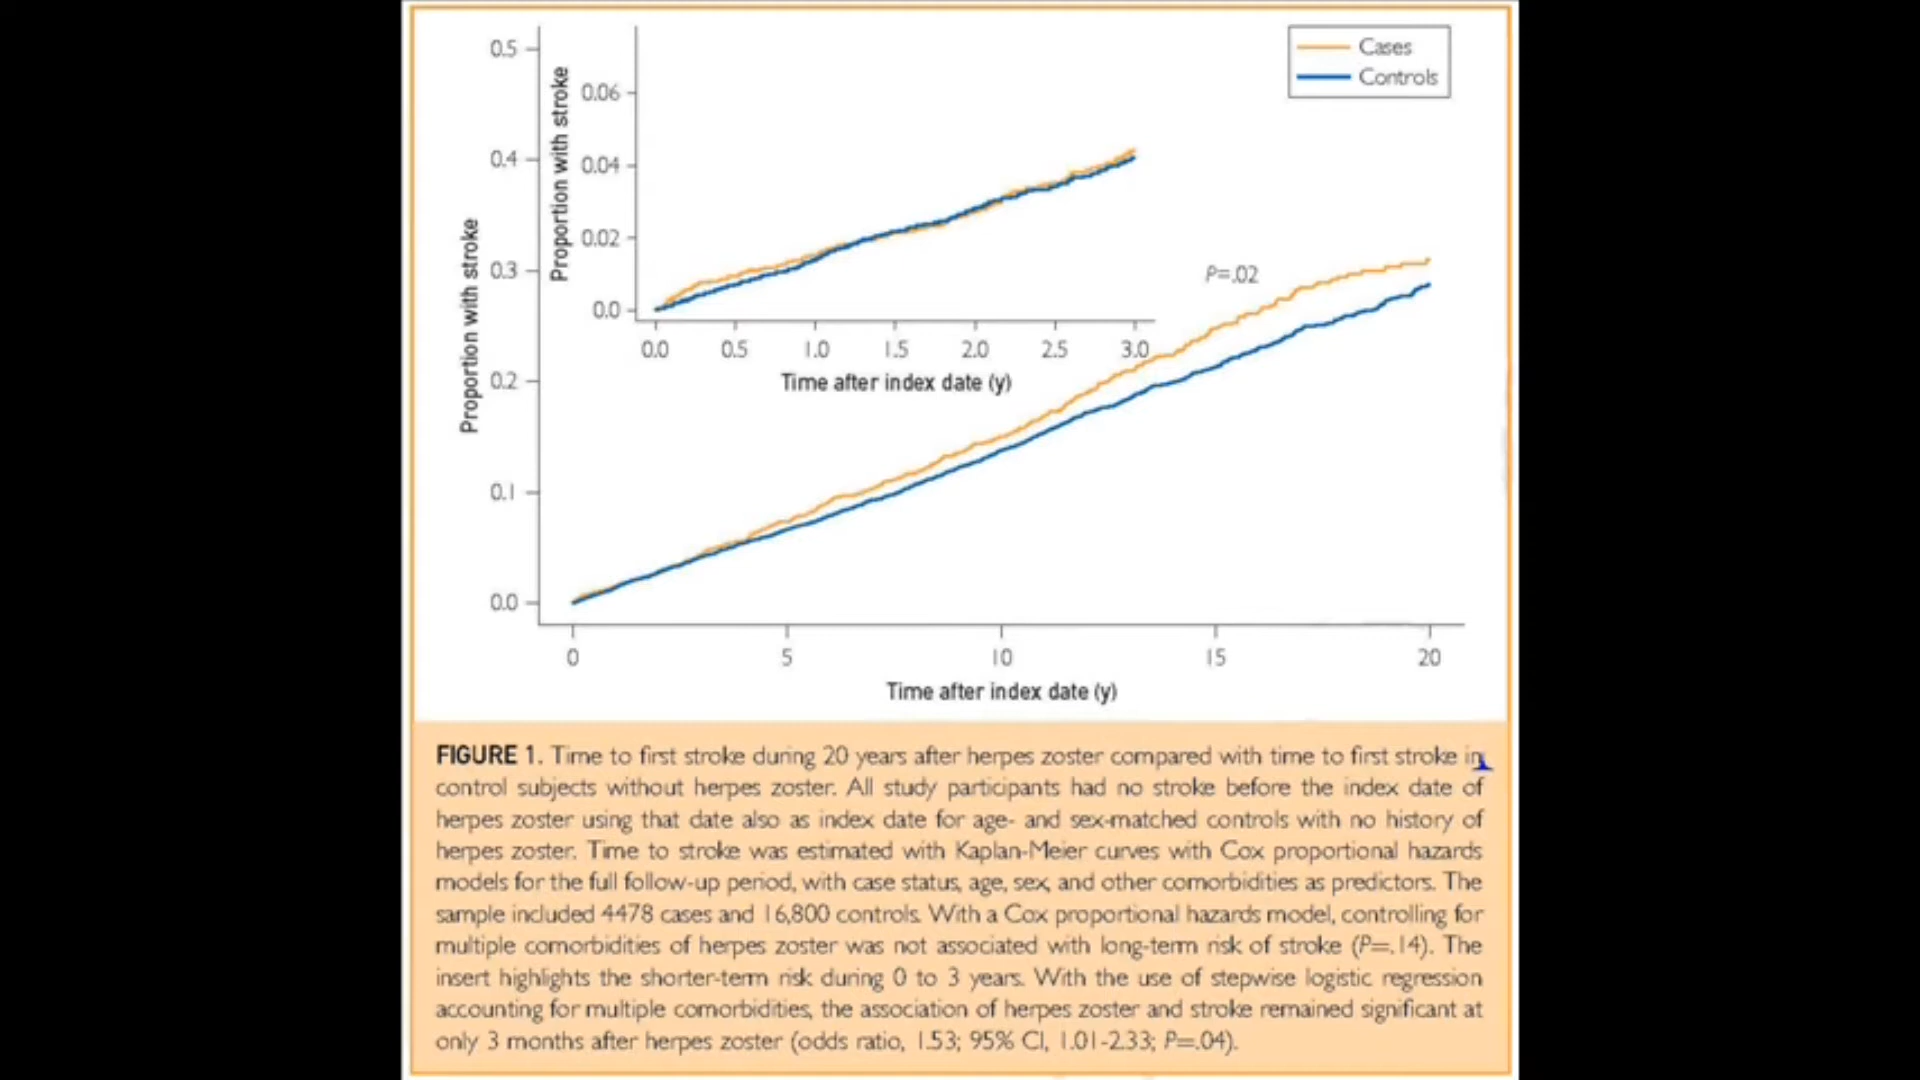 Cases
Controls
0.5
0.4
0.3
0.2
0.1
0.0
Proportion with stroke
0.06
0.04
0.02
0.0
Proportion with stroke
0.0 0.5 1.0 1.5 2.0 2.5 3.0
Time after index date (y)
P=.02
0 5 10 15 20
Time after index date (y)
FIGURE 1. Time to first stroke during 20 years after herpes zoster compared with time to first stroke in
control subjects without herpes zoster. All study participants had no stroke before the index date of
herpes zoster using that date also as index date for age- and sex-matched controls with no history of
herpes zoster. Time to stroke was estimated with Kaplan-Meier curves with Cox proportional hazards
models for the full follow-up period, with case status, age, sex, and other comorbidities as predictors. The
sample included 4478 cases and 16,800 controls. With a Cox proportional hazards model, controlling for
multiple comorbidities of herpes zoster was not associated with long-term risk of stroke (P=.14). The
insert highlights the shorter-term risk during 0 to 3 years. With the use of stepwise logistic regression
accounting for multiple comorbidities, the association of herpes zoster and stroke remained significant at
only 3 months after herpes zoster (odds ratio, 1.53; 95% CI, 1.01-2.33; P=.04).